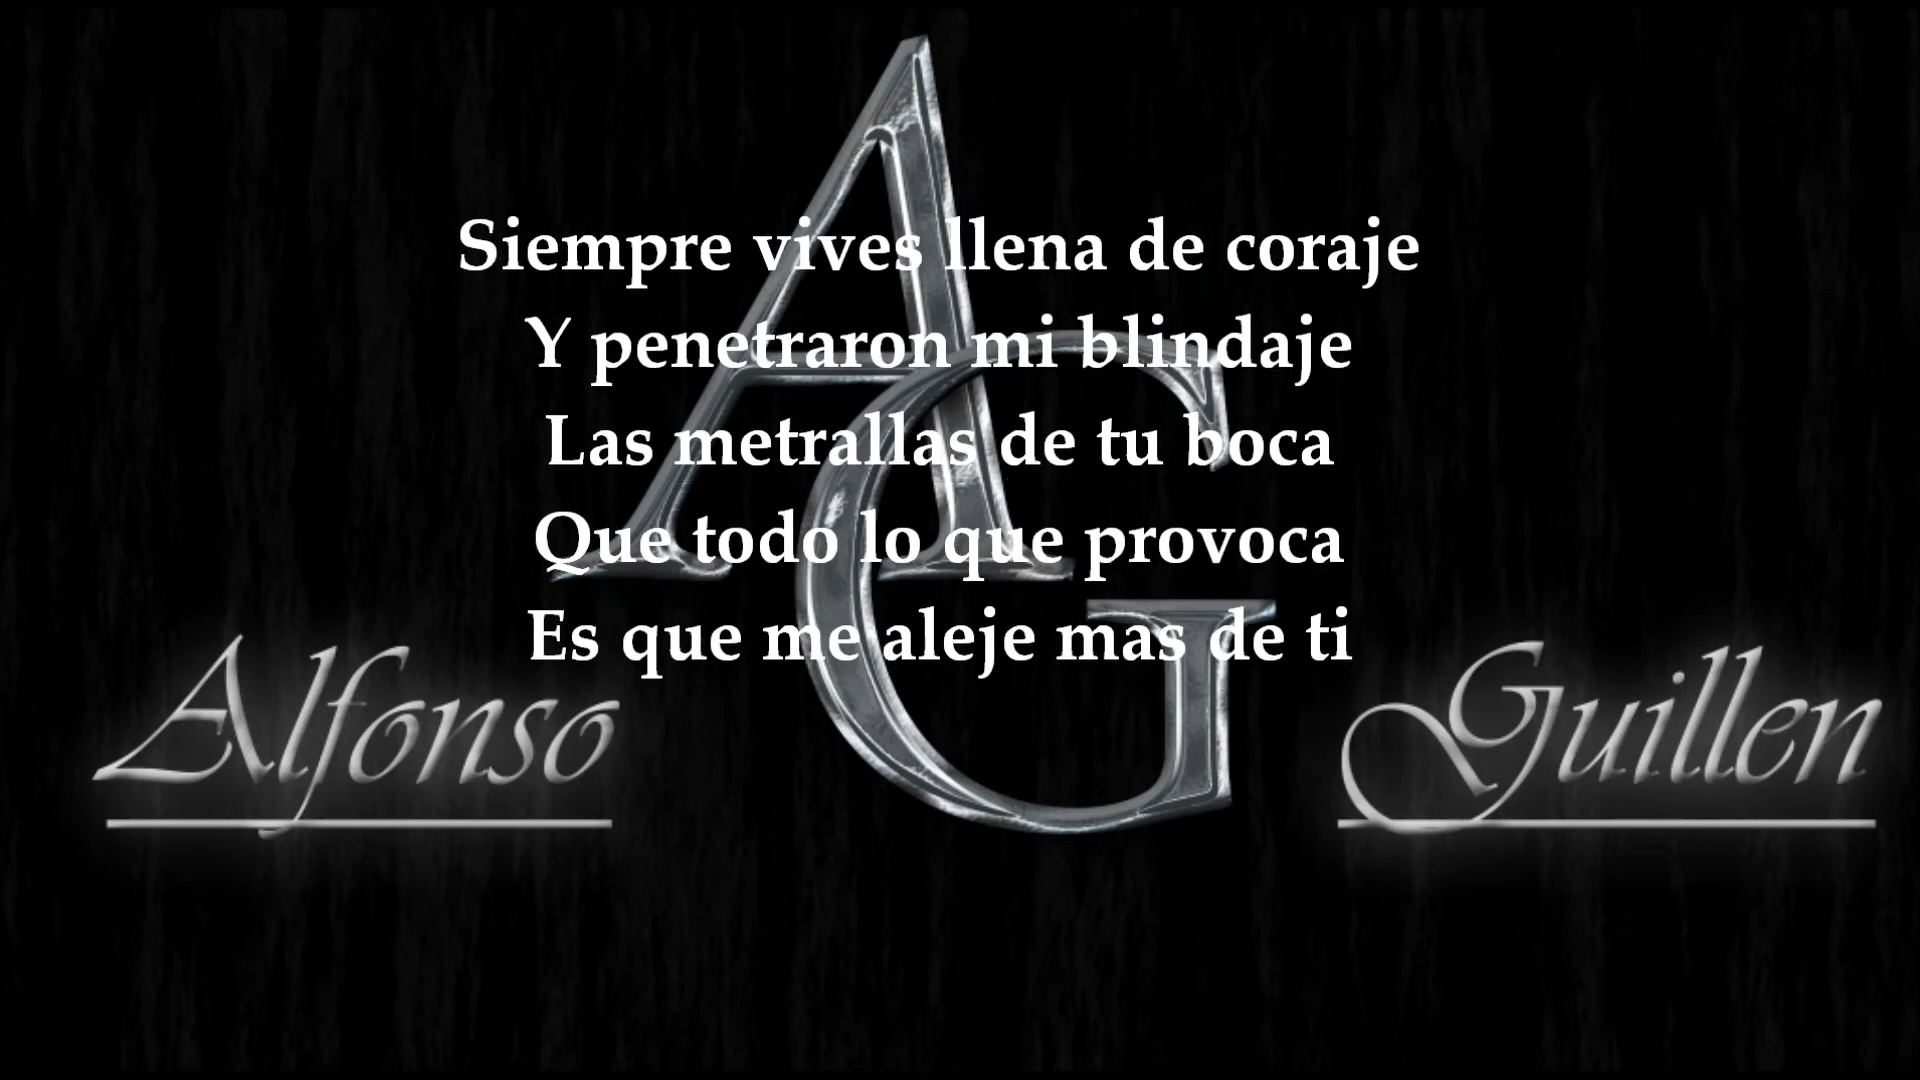 AG
Siempre vives llena de coraje
Y penetraron mi blindaje
Las metrallas de tu boca
Que todo lo que provoca
Es que me aleje mas de ti
Alfonso Guillen